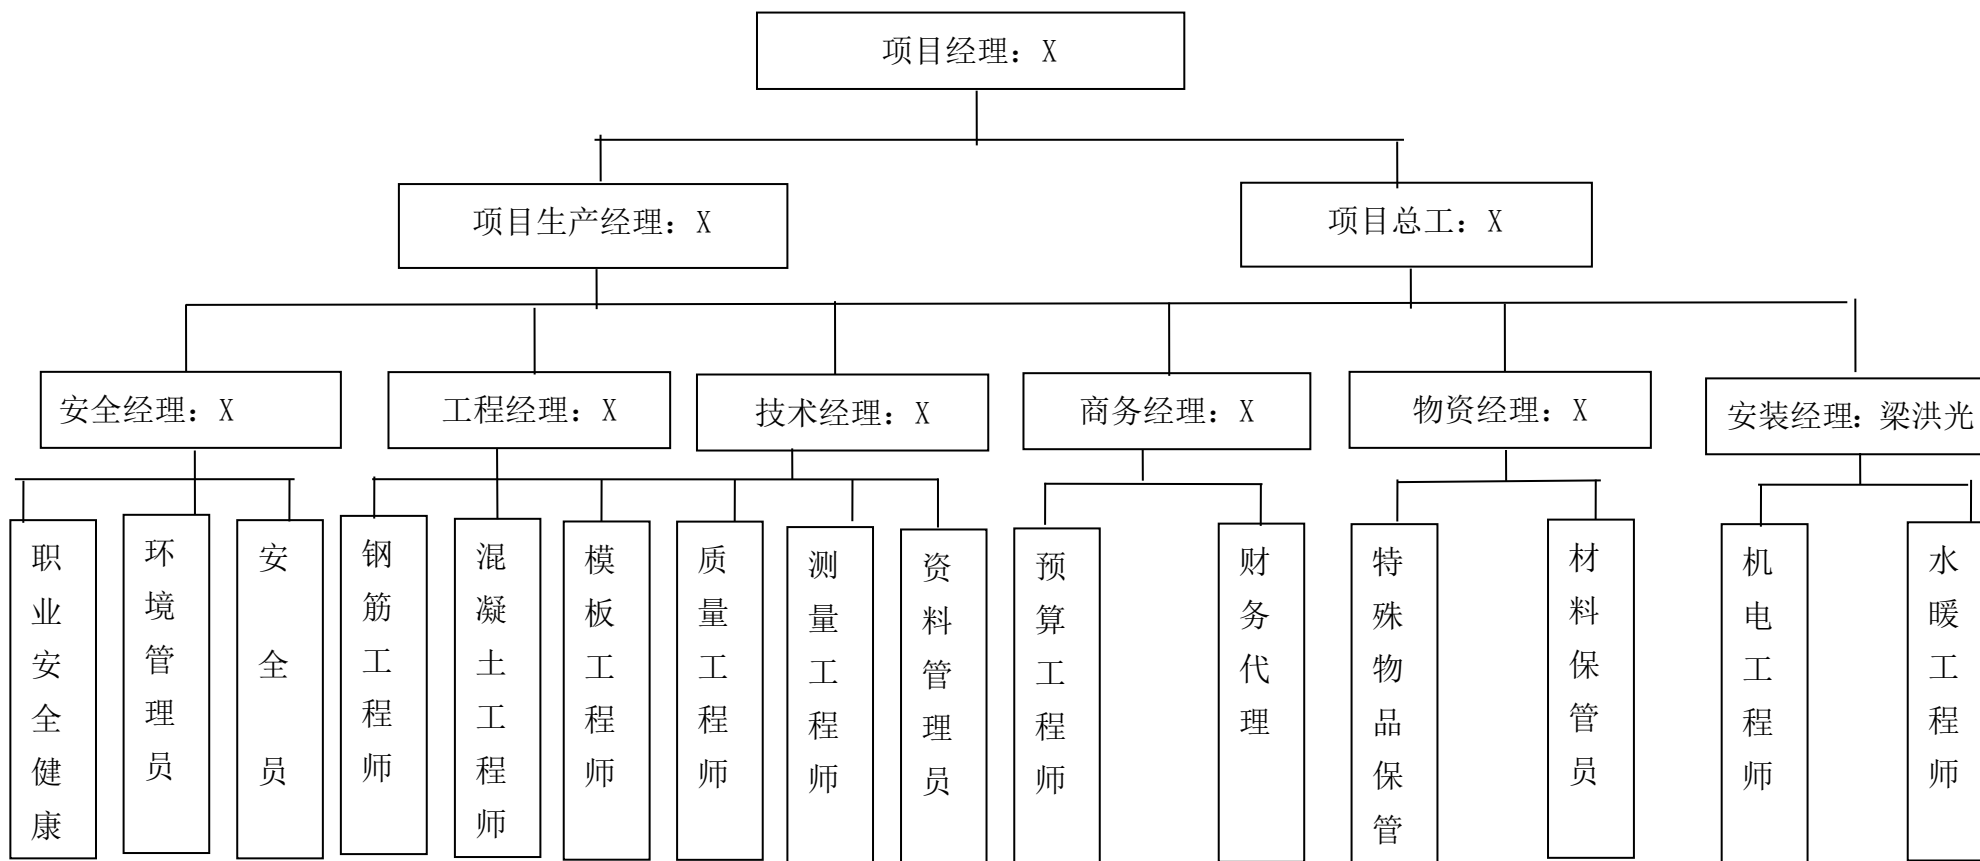 项目经理：X
项目生产经理：X
项目总工：X
安全经理：X
工程经理：X
技术经理：X
商务经理：X
物资经理：X
安装经理：梁洪光
职业安全健康
环境管理员
安全员
钢筋工程师
混凝土工程师
模板工程师
质量工程师
测量工程师
资料管理员
预算工程师
财务代理
特殊物品保管
材料保管员
机电工程师
水暖工程师